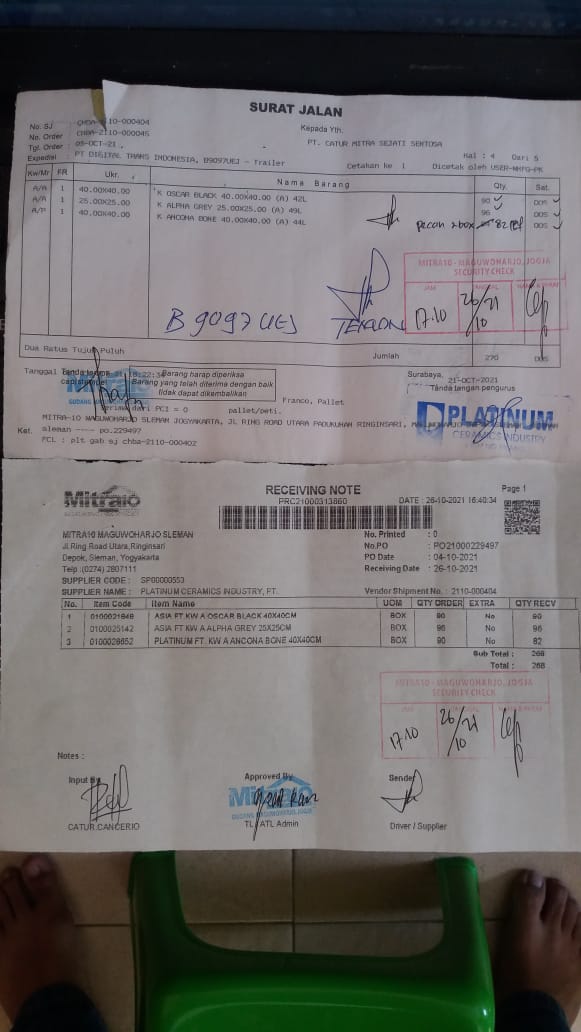 SURAT JALAN
No. SJ : CHBA-2110-000404
No. Order : CHBA-2110-000045
Tgl. Order : 05-OCT-21
Kepada Yth.
PT. CATUR MITRA SEJATI SENTOSA
Expedisi : PT DIGITAL TRANS INDONESIA, B9097UEJ - Trailer
Cetakan ke 1
Hal : 4 Dari 5
Dicetak oleh USER-MKFG-PK
Kw/Mr FR Ukr. Nama Barang Qty. Sat.
A/A 1 40.00X40.00 K OSCAR BLACK 40.00X40.00 (A) 42L 90 DOS
A/A 1 25.00X25.00 K ALPHA GREY 25.00X25.00 (A) 49L 96 DOS
A/P 1 40.00X40.00 K ANCONA BONE 40.00X40.00 (A) 44L 82 DOS
MITRA10 - MAGUWOHARJO, JOGJA
SECURITY CHECK
JAM TANGGAL
17.10 26/10 21 Cep
B 9097 UEJ
Dua Ratus Tujuh Puluh Jumlah 270 DOS
Tanggal Tanda terima
cap/stempel
Barang harap diperiksa
Barang yang telah diterima dengan baik
tidak dapat dikembalikan
Surabaya, 21-OCT-2021
Tanda tangan pengurus
Franco, Pallet
PLATINUM
CERAMICS INDUSTRY
Terima dari PCI = 0 pallet/peti.
MITRA-10 MAGUWOHARJO SLEMAN JOGYAKARTA, JL RING ROAD UTARA PADUKUHAN RINGINSARI,
Ket. sleman ---- po.229497
PCL : plt gab sj chba-2110-000402
Mitra10
RECEIVING NOTE
PRC21000313860
DATE : 26-10-2021 16:40:34
Page 1
MITRA10 MAGUWOHARJO SLEMAN
Jl.Ring Road Utara,Ringinsari
Depok, Sleman, Yogyakarta
Telp :(0274) 2807111
No. Printed : 0
No.PO : PO21000229497
PO Date : 04-10-2021
Receiving Date : 26-10-2021
SUPPLIER CODE : SP00000553
SUPPLIER NAME : PLATINUM CERAMICS INDUSTRY, PT.
Vendor Shipment No. : 2110-000404
No. Item Code Item Name UOM QTY ORDER EXTRA QTY RECV
1 ASIA FT KW A OSCAR BLACK 40X40CM BOX 90 No 90
2 0100025142 ASIA FT KW A ALPHA GREY 25X25CM BOX 96 No 96
3 0100026652 PLATINUM FT. KW A ANCONA BONE 40X40CM BOX 90 No 82
Sub Total : 268
Total : 268
MITRA10 - MAGUWOHARJO, JOGJA
SECURITY CHECK
17.10 26/10 21 Cep
Notes :
Input By
Approved By
Sender
Mitra10
GUDANG MAGUWOHARJO JOGJA
CATUR.CANCERIO
TL / ATL Admin
Driver / Supplier